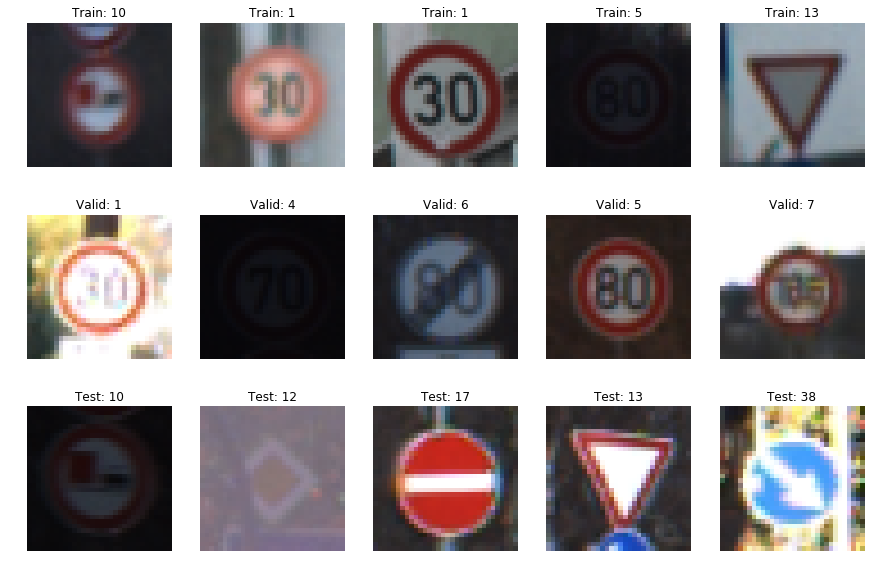 Train: 10
Train: 1
Train: 1
Train: 5
Train: 13
30
30
80
Valid: 1
Valid: 4
Valid: 6
Valid: 5
Valid: 7
30
70
80
80
Test: 10
Test: 12
Test: 17
Test: 13
Test: 38